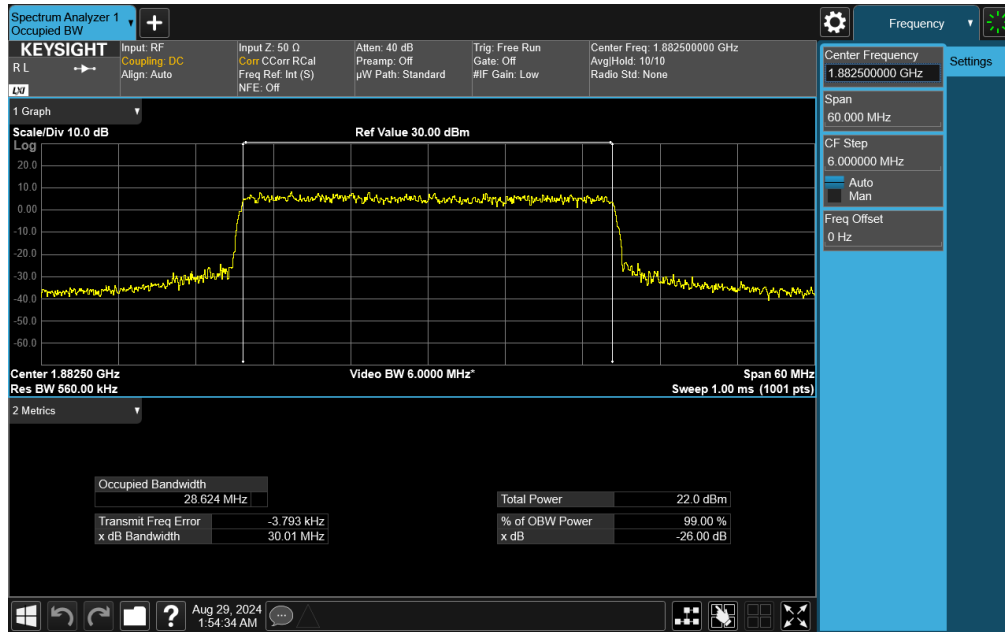 Spectrum Analyzer 1
Occupied BW
Frequency
KEYSIGHT
R L
LXI
Input: RF
Coupling: DC
Align: Auto
Input Z: 50 Ω
Corr CCorr RCal
Freq Ref: Int (S)
NFE: Off
Atten: 40 dB
Preamp: Off
µW Path: Standard
Trig: Free Run
Gate: Off
#IF Gain: Low
Center Freq: 1.882500000 GHz
Avg|Hold: 10/10
Radio Std: None
Center Frequency
1.882500000 GHz
Settings
Span
60.000 MHz
CF Step
6.000000 MHz
Auto
Man
Freq Offset
0 Hz
1 Graph
Scale/Div 10.0 dB
Ref Value 30.00 dBm
Log
20.0
10.0
0.00
-10.0
-20.0
-30.0
-40.0
-50.0
-60.0
Center 1.88250 GHz
Video BW 6.0000 MHz*
Span 60 MHz
Res BW 560.00 kHz
Sweep 1.00 ms (1001 pts)
2 Metrics
Occupied Bandwidth
28.624 MHz
Total Power 22.0 dBm
Transmit Freq Error -3.793 kHz
% of OBW Power 99.00 %
x dB Bandwidth 30.01 MHz
x dB -26.00 dB
?
Aug 29, 2024
1:54:34 AM